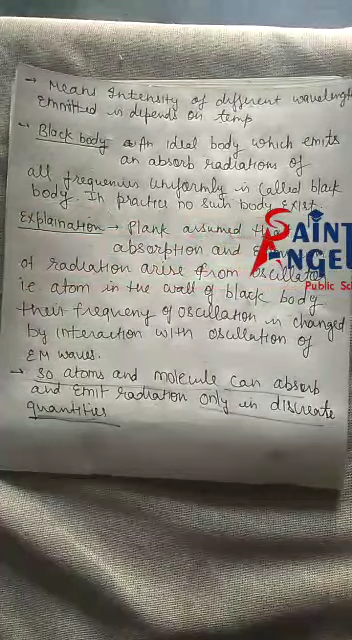 → Means Intensity of different wavelength
Emmitted is depends on temp
→ Black body → An ideal body which emits
an absorb radiations of
all frequencies uniformly is called black
body. In practice no such body exist.
Explaination → Plank assumed that
absorption and
of radiation arise from oscillator
i.e atom in the wall of black body
their frequency of oscillation is changed
by interaction with oscillation of
EM waves.
→ so atoms and molecule can absorb
and emit radiation only in discreate
quantities
SAINT
ANGEL
Public Sc